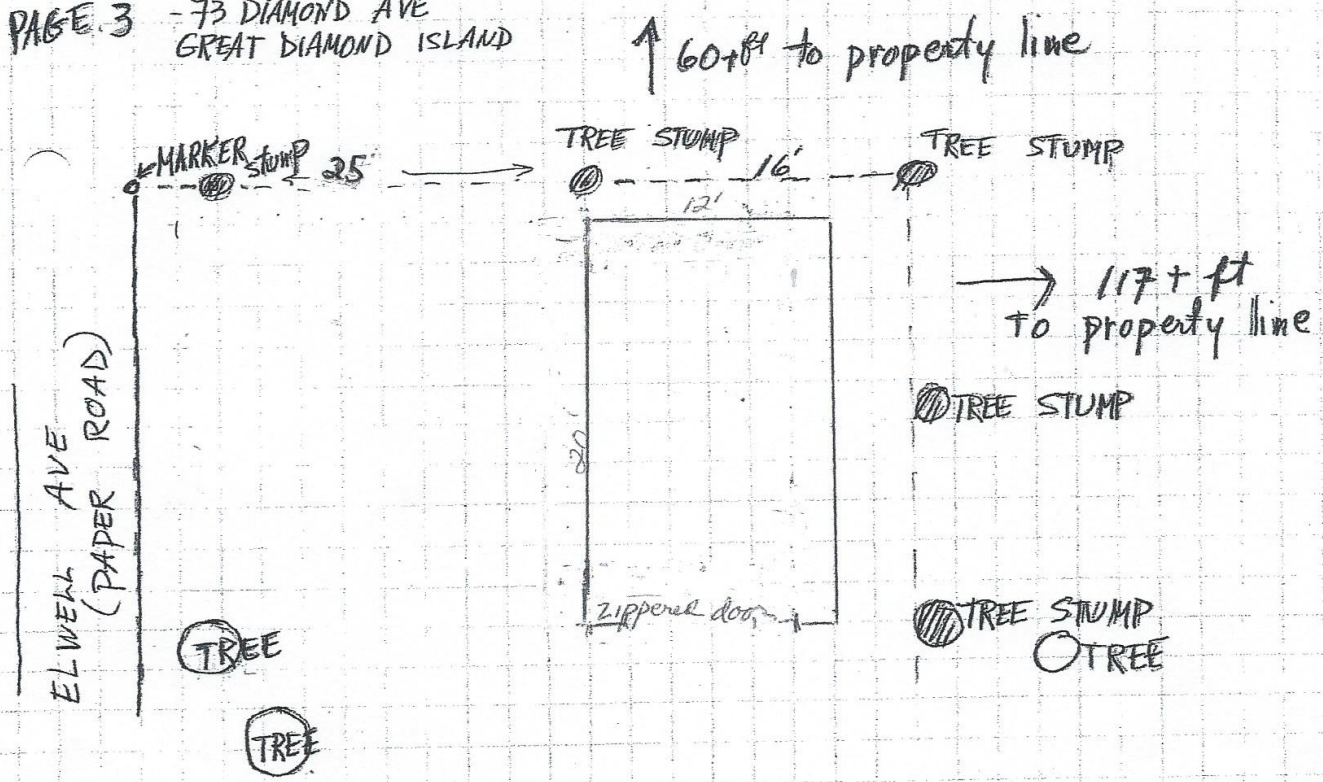 PAGE.3
-73 DIAMOND AVE
GREAT DIAMOND ISLAND
60+ft to property line
MARKER
stump
25'
TREE STUMP
16'
TREE STUMP
12'
117+ ft
To property line
TREE STUMP
20'
ELWELL AVE
(PAPER ROAD)
Zippered door
TREE STUMP
TREE
TREE
TREE